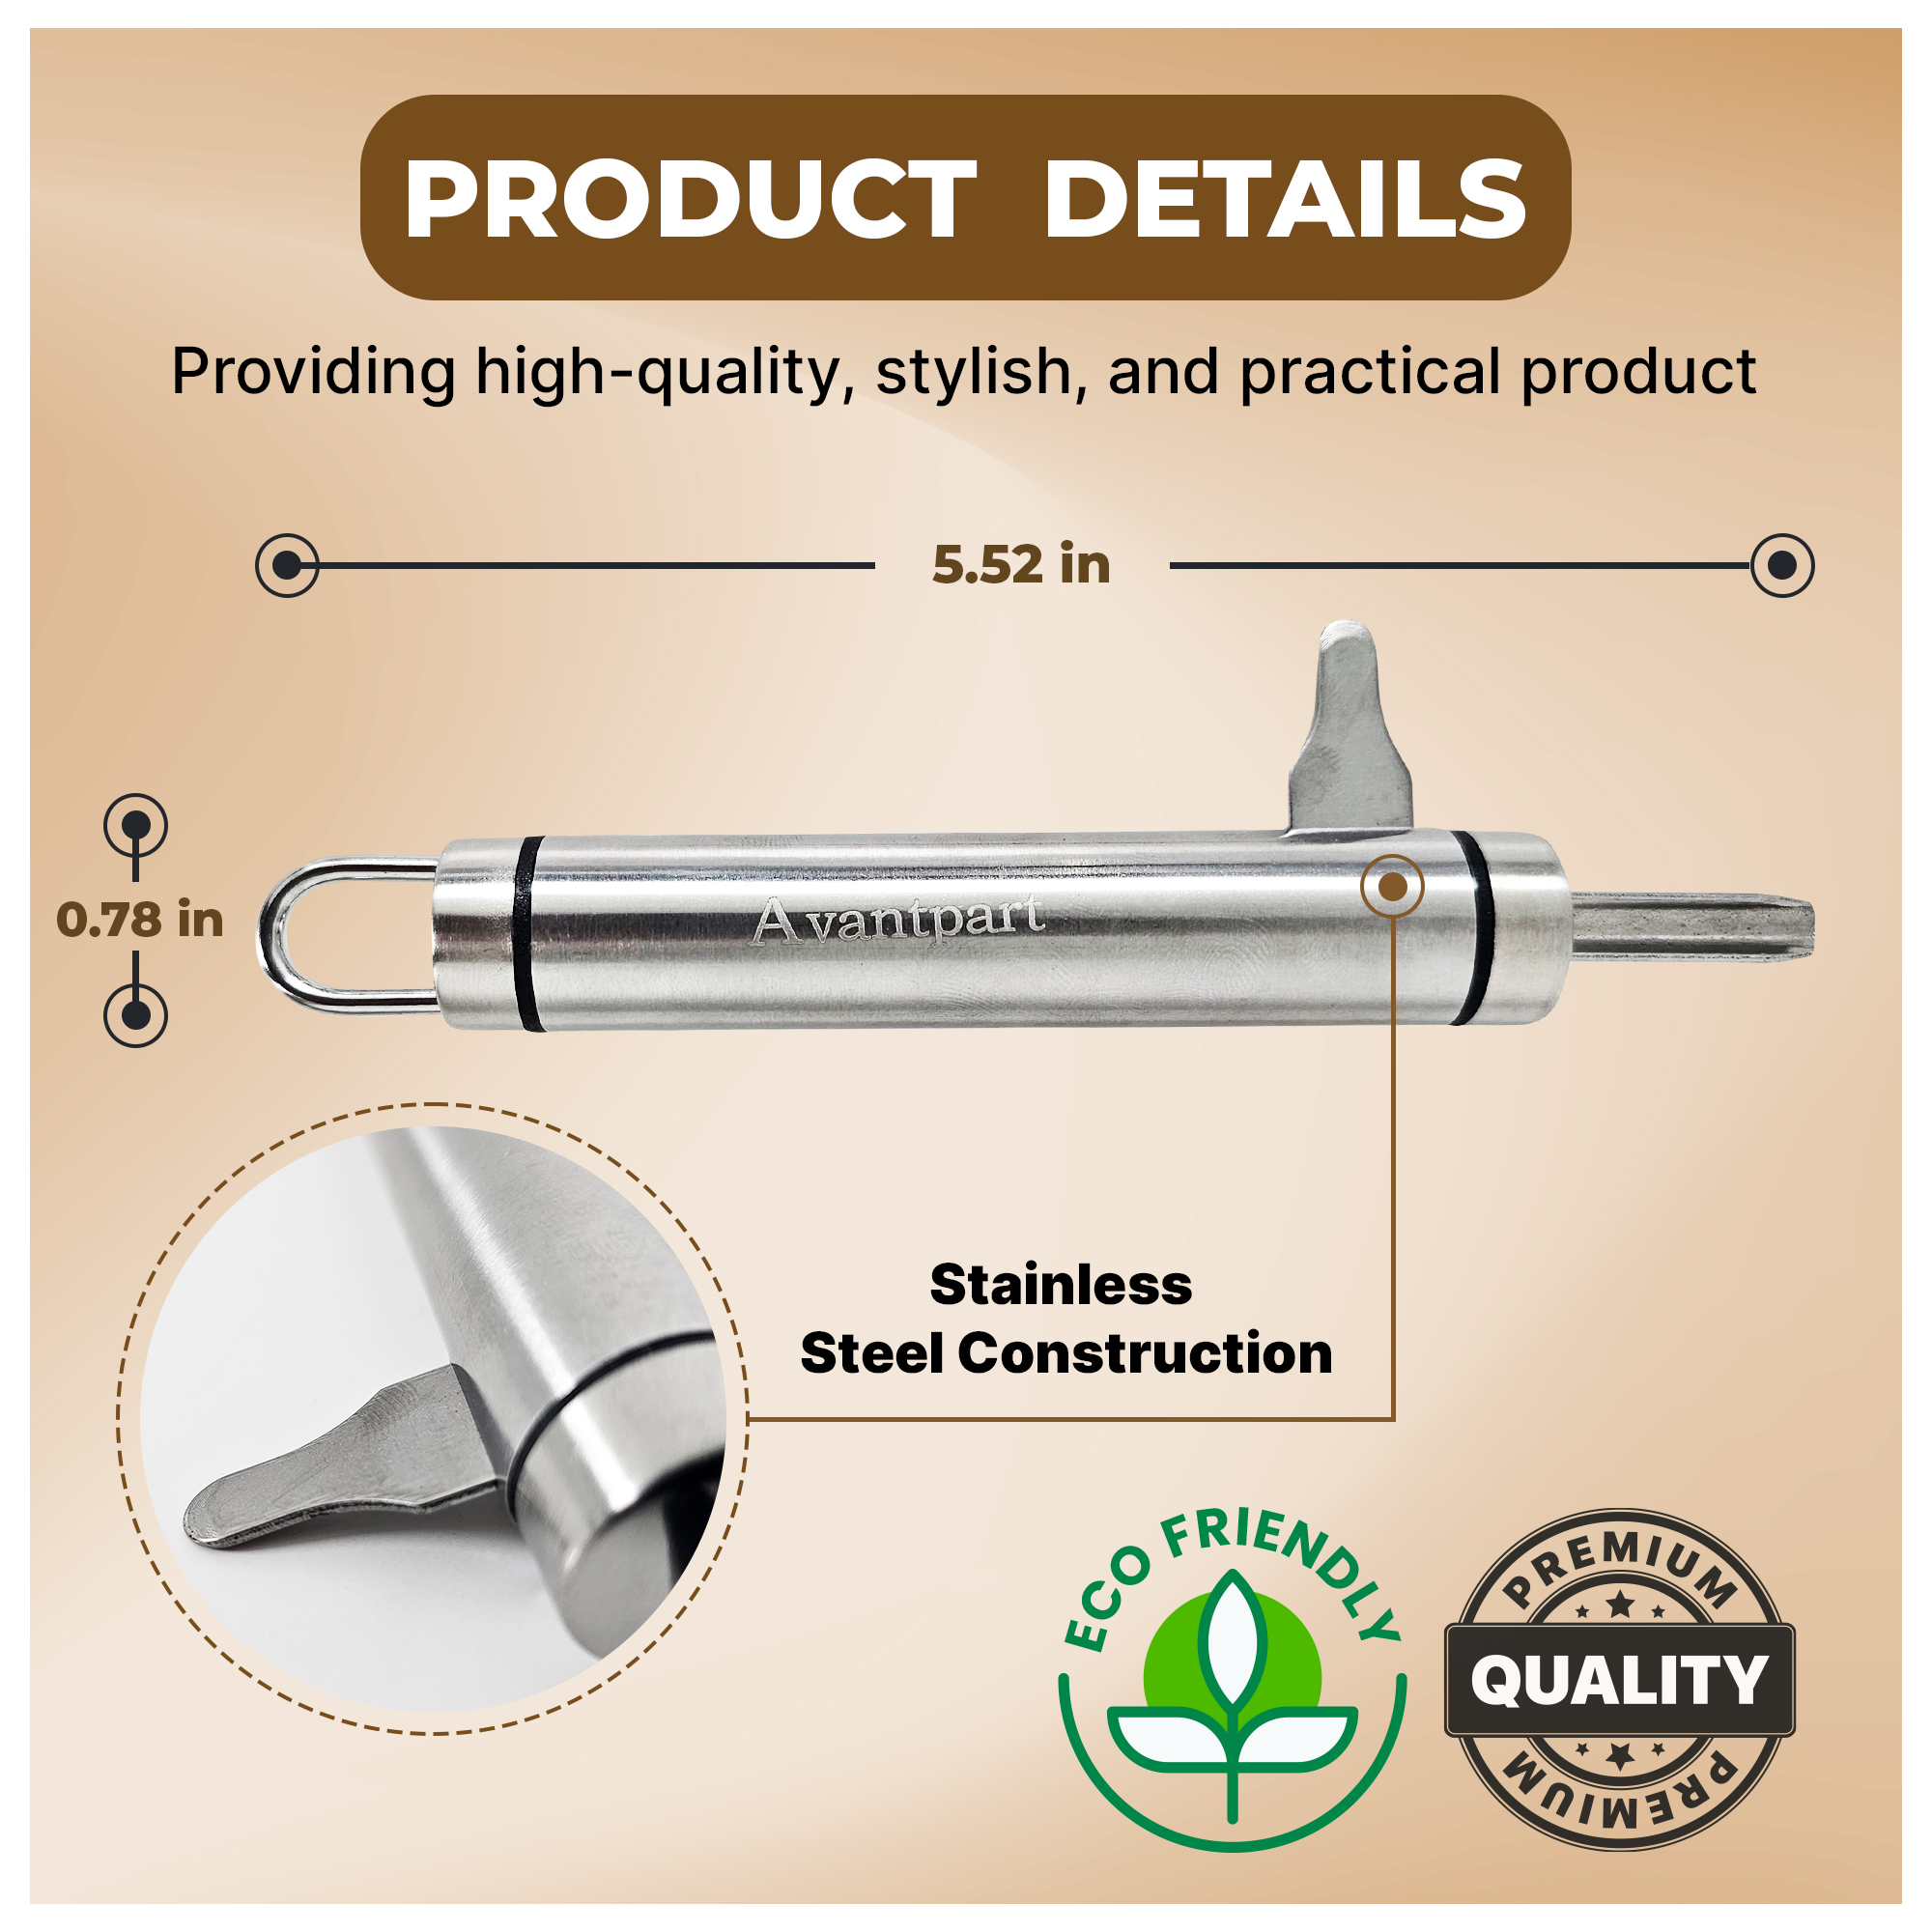 PRODUCT DETAILS
Providing high-quality, stylish, and practical product
5.52 in
0.78 in
Avantpart
Stainless
Steel Construction
ECO FRIENDLY
PREMIUM
QUALITY
PREMIUM